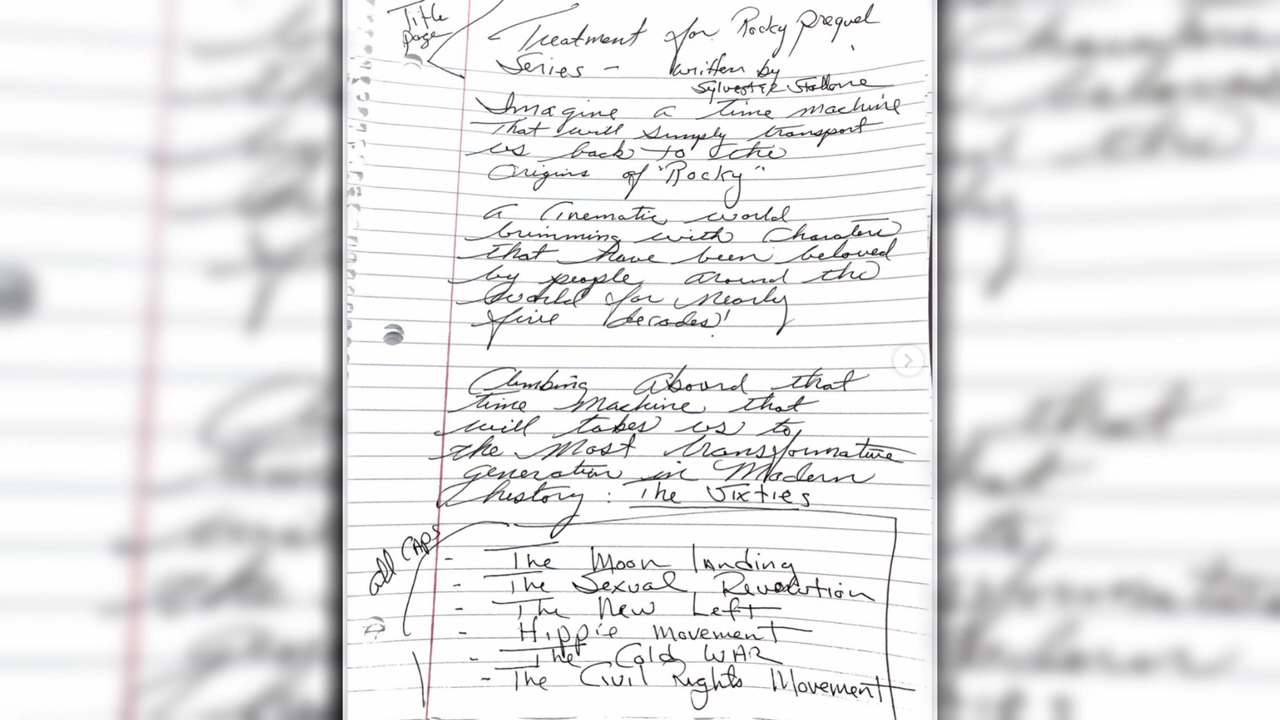 Title
page
Treatment for Rocky prequel
Series - written by
Sylvester Stallone
Imagine a time machine
that will simply transport
us back to the
Origins of "Rocky"
a Cinematic world
brimming with Charaters
that have been beloved
by people around the
World for Nearly
five decades!
Climbing Aboard that
time Machine that
will takes us to
the Most transformative
generation in Modern
history: The Sixties
add CAPS
- The Moon landing
- The Sexual Revolution
- The New Left
- Hippie Movement
- The Cold WAR
- The Civil Rights Movement